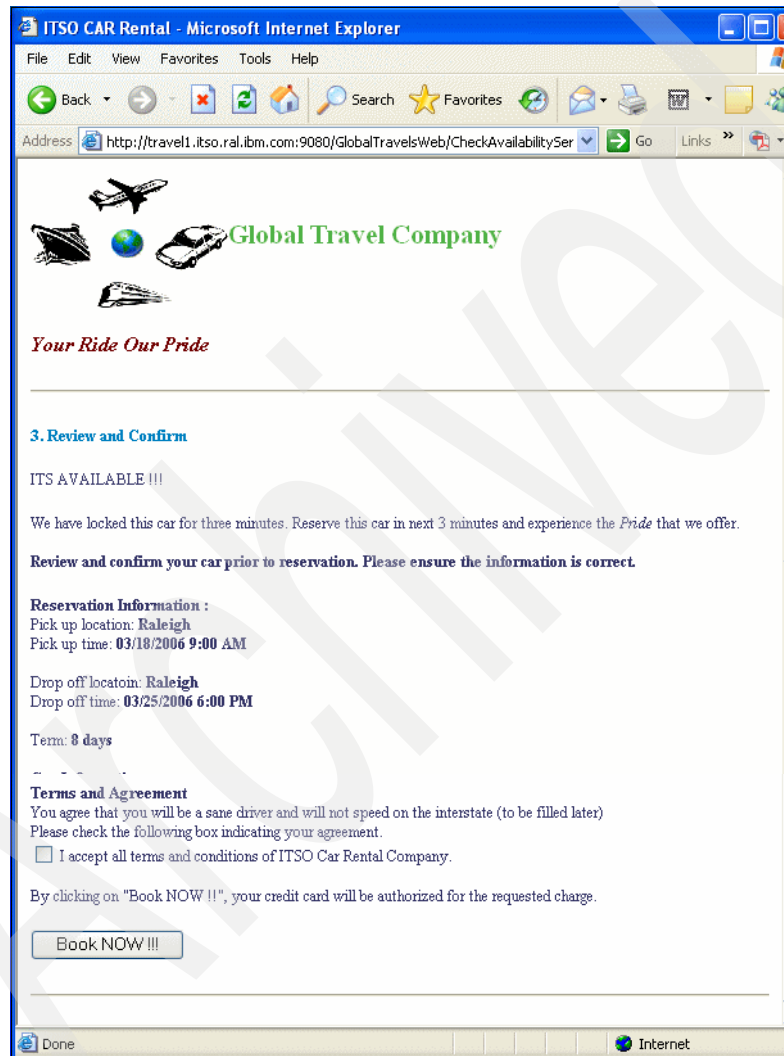 ITSO CAR Rental - Microsoft Internet Explorer
File Edit View Favorites Tools Help
Back Search Favorites
Address http://travel1.itso.ral.ibm.com:9080/GlobalTravelsWeb/CheckAvailabilitySer Go Links »
Global Travel Company
Your Ride Our Pride
3. Review and Confirm
ITS AVAILABLE !!!
We have locked this car for three minutes. Reserve this car in next 3 minutes and experience the Pride that we offer.
Review and confirm your car prior to reservation. Please ensure the information is correct.
Reservation Information :
Pick up location: Raleigh
Pick up time: 03/18/2006 9:00 AM
Drop off locatoin: Raleigh
Drop off time: 03/25/2006 6:00 PM
Term: 8 days
Terms and Agreement
You agree that you will be a sane driver and will not speed on the interstate (to be filled later)
Please check the following box indicating your agreement.
I accept all terms and conditions of ITSO Car Rental Company.
By clicking on "Book NOW !!", your credit card will be authorized for the requested charge.
Book NOW !!!
Done Internet
Archived